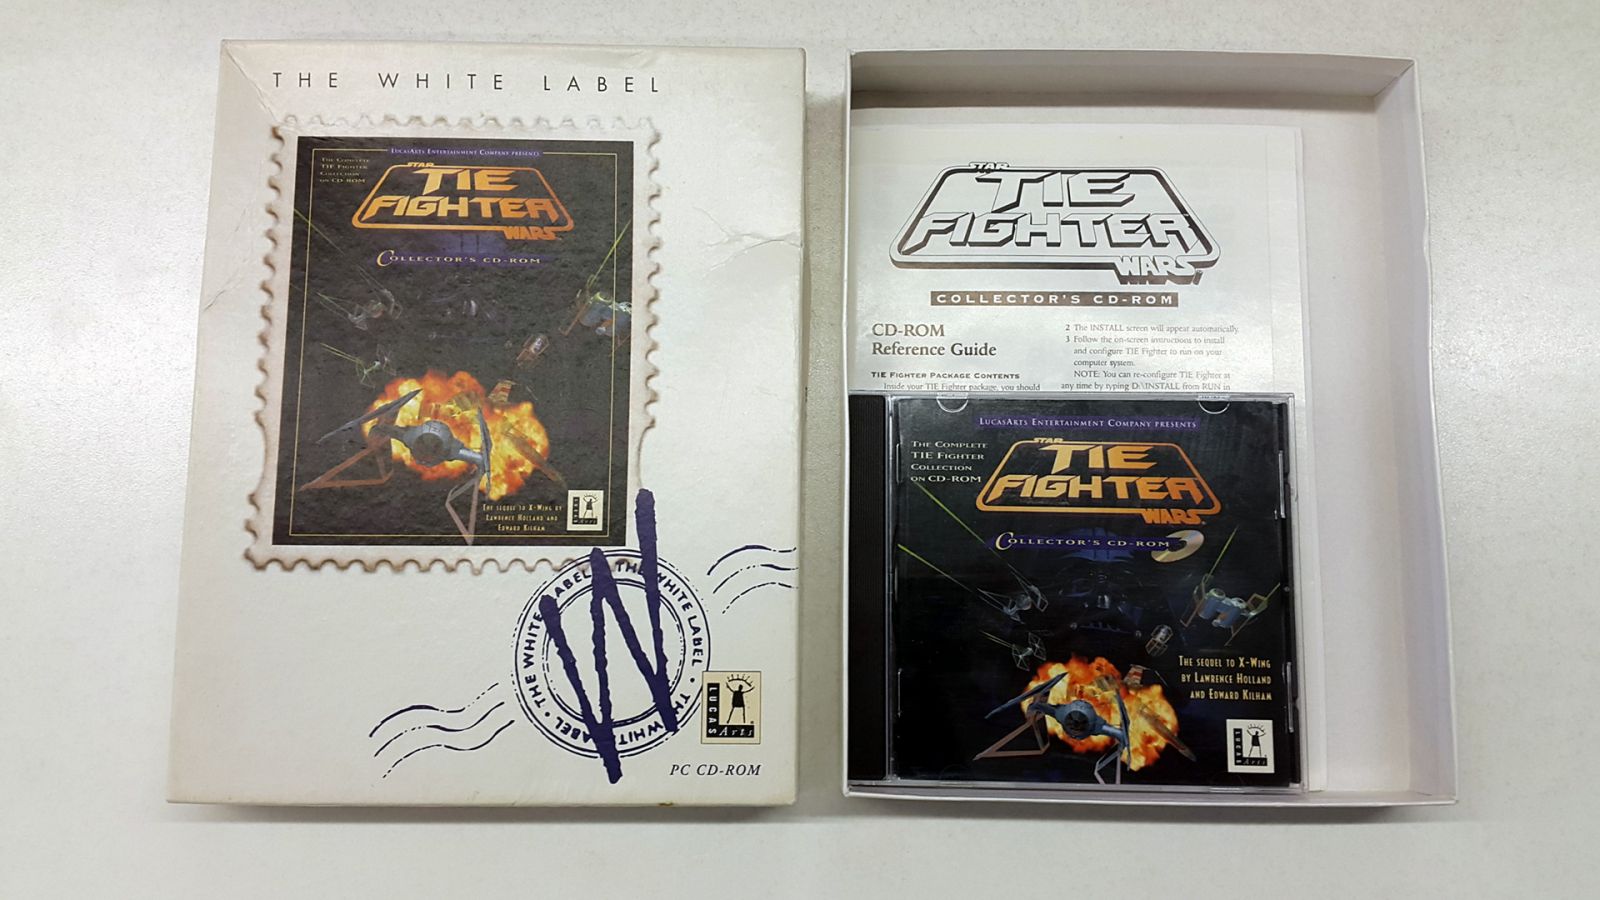 THE WHITE LABEL
LUCASARTS ENTERTAINMENT COMPANY PRESENTS
THE COMPLETE
TIE FIGHTER
COLLECTION
ON CD-ROM
STAR
TIE
FIGHTER
WARS
COLLECTOR'S CD-ROM
THE SEQUEL TO X-WING BY
LAWRENCE HOLLAND AND
EDWARD KILHAM
LUCAS
Arts
THE WHITE LABEL • THE WHITE LABEL • THE WHITE LABEL •
W
LUCAS
Arts
PC CD-ROM
STAR
TIE
FIGHTER
WARS
COLLECTOR'S CD-ROM
CD-ROM
Reference Guide
TIE FIGHTER PACKAGE CONTENTS
Inside your TIE Fighter package, you should
2 The INSTALL screen will appear automatically.
3 Follow the on-screen instructions to install
and configure TIE Fighter to run on your
computer system.
NOTE: You can re-configure TIE Fighter at
any time by typing D:\INSTALL from RUN in
LUCASARTS ENTERTAINMENT COMPANY PRESENTS
THE COMPLETE
TIE FIGHTER
COLLECTION
ON CD-ROM
STAR
TIE
FIGHTER
WARS
COLLECTOR'S CD-ROM
THE SEQUEL TO X-WING
BY LAWRENCE HOLLAND
AND EDWARD KILHAM
LUCAS
Arts